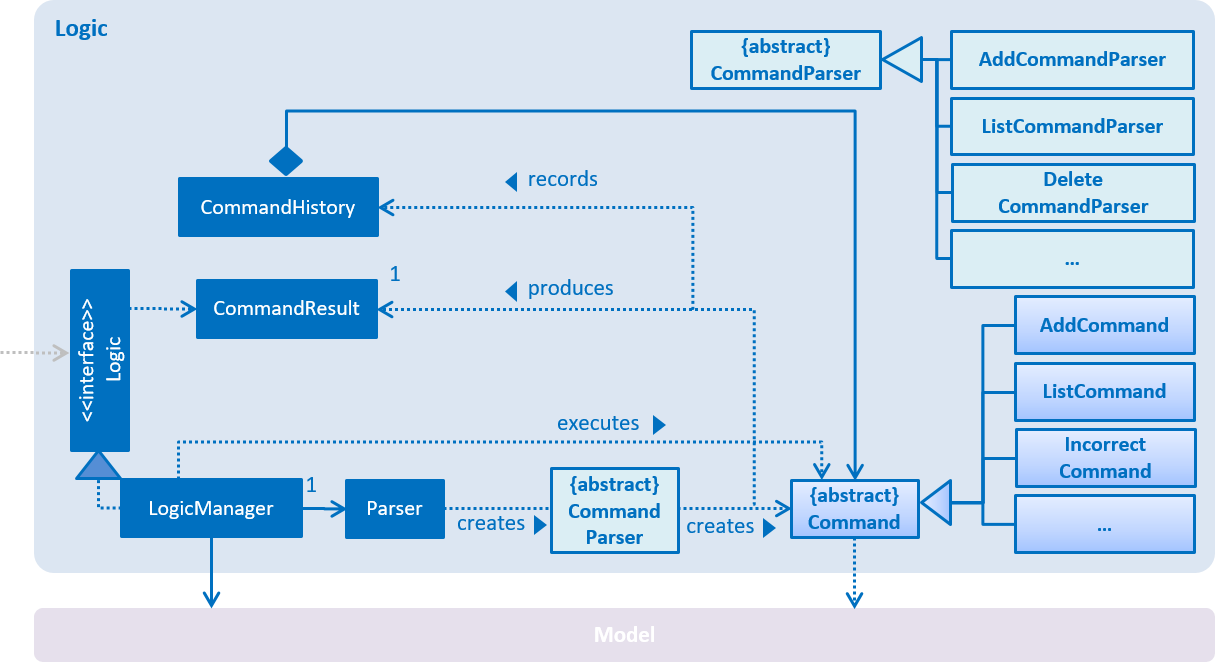 Logic
{abstract}
CommandParser
AddCommandParser
ListCommandParser
Delete
CommandParser
...
CommandHistory
records
1
CommandResult
produces
<<interface>>
Logic
AddCommand
ListCommand
Incorrect
Command
...
executes
LogicManager
1
Parser
creates
{abstract}
Command
Parser
creates
{abstract}
Command
Model